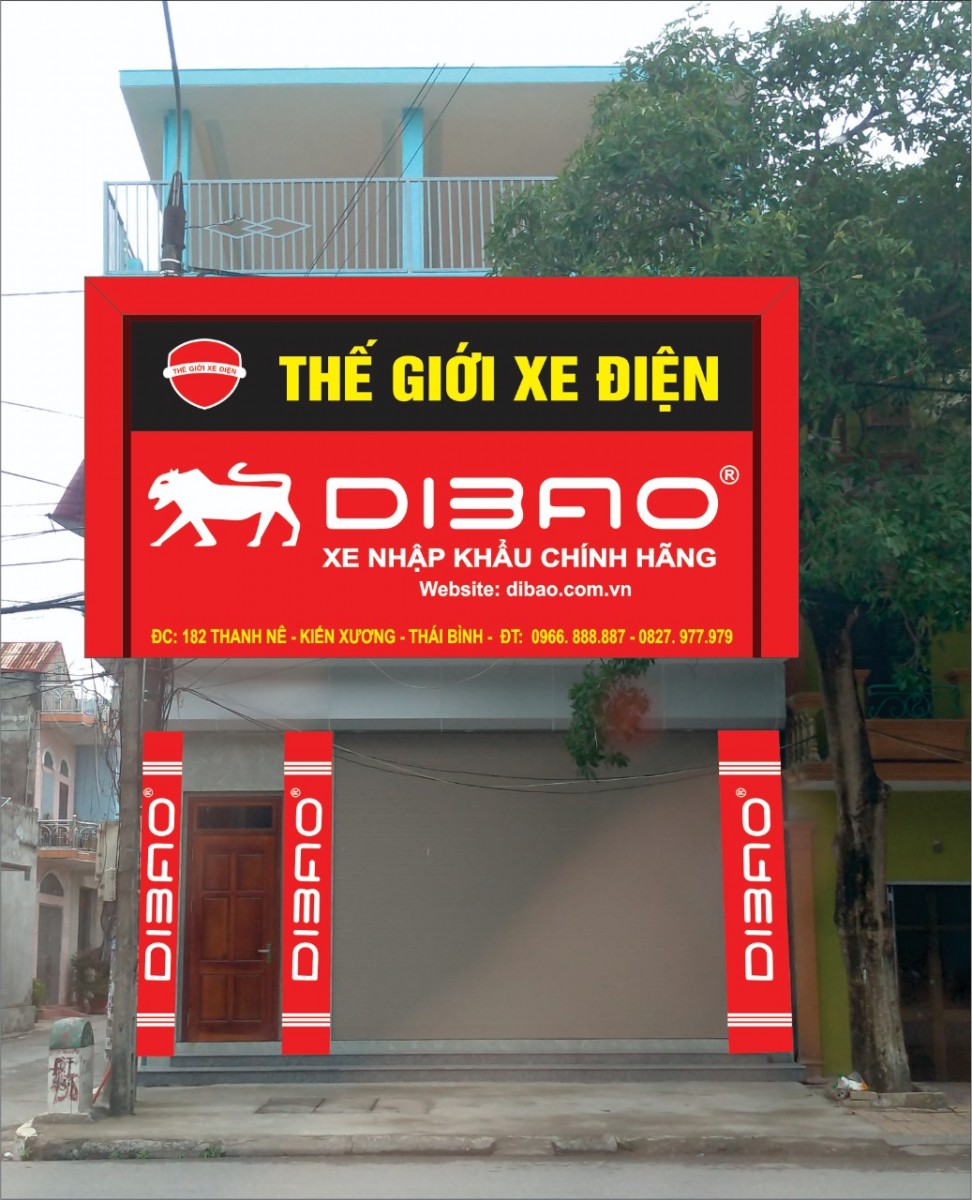 THẾ GIỚI XE ĐIỆN
THẾ GIỚI XE ĐIỆN
DIBAO®
XE NHẬP KHẨU CHÍNH HÃNG
Website: dibao.com.vn
ĐC: 182 THANH NÊ - KIẾN XƯƠNG - THÁI BÌNH - ĐT: 0966. 888.887 - 0827. 977.979
DIBAO®
DIBAO®
DIBAO®